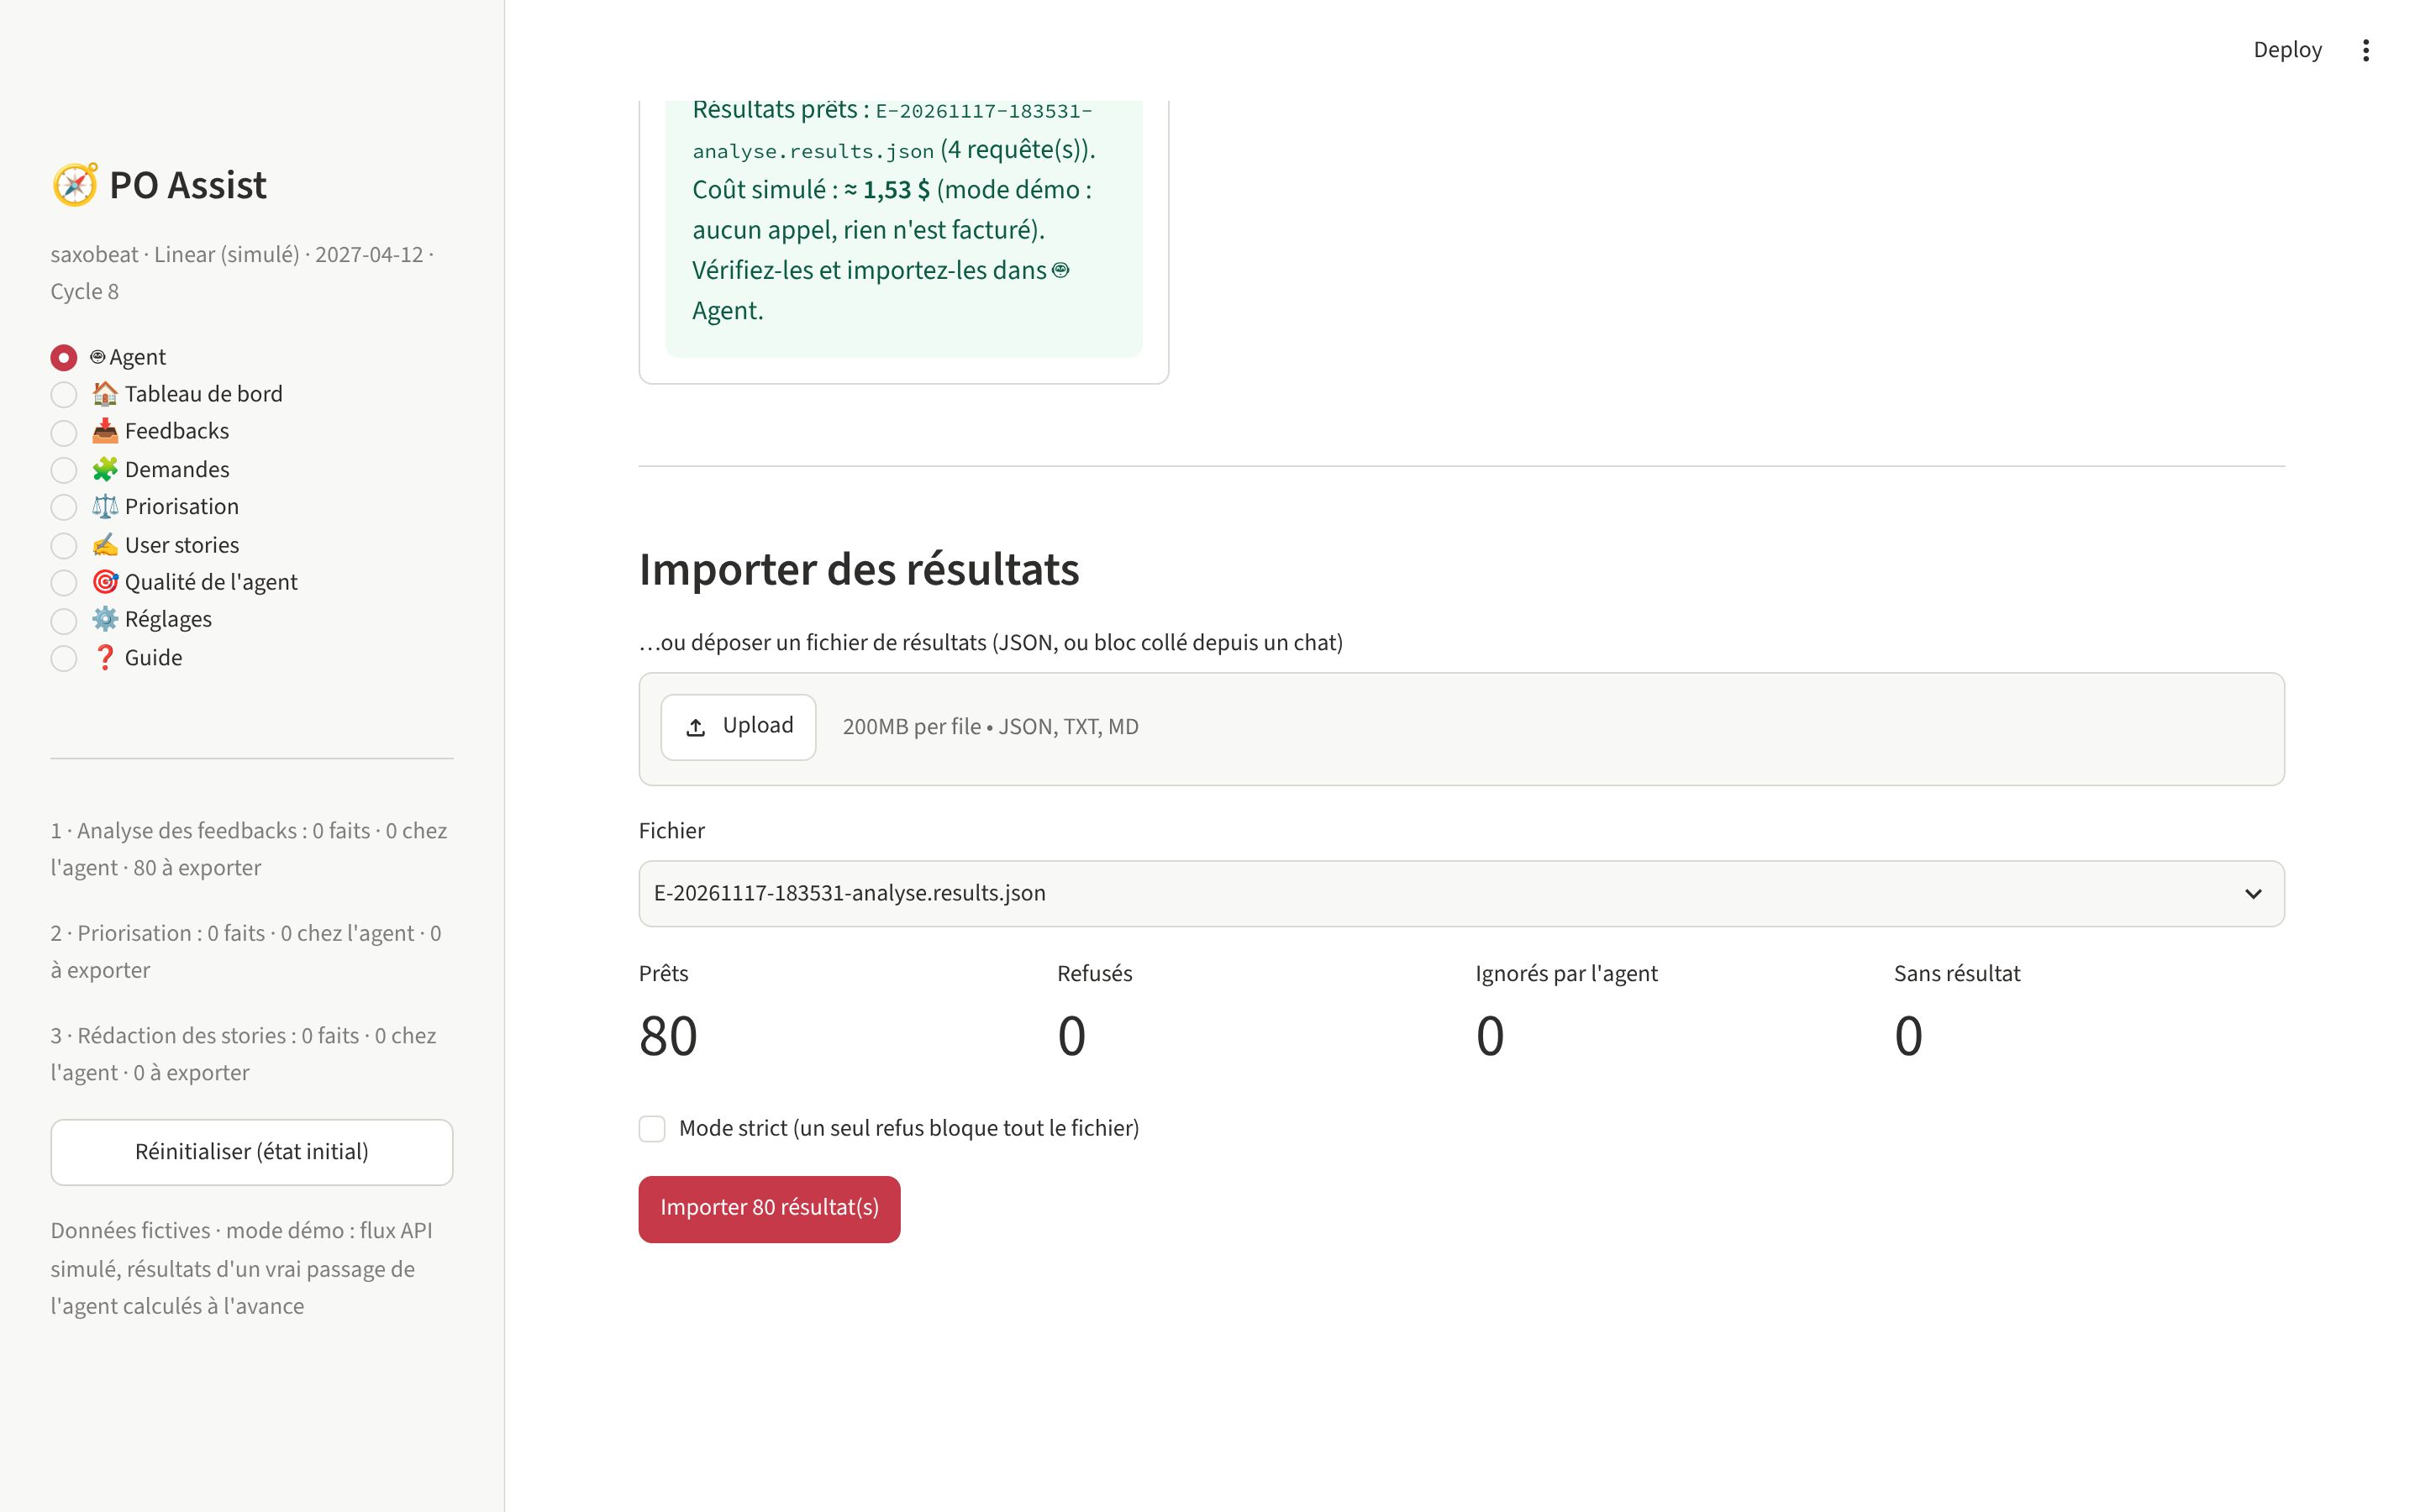 Deploy
PO Assist
saxobeat · Linear (simulé) · 2027-04-12 ·
Cycle 8
Agent
Tableau de bord
Feedbacks
Demandes
Priorisation
User stories
Qualité de l'agent
Réglages
Guide
1 · Analyse des feedbacks : 0 faits · 0 chez
l'agent · 80 à exporter
2 · Priorisation : 0 faits · 0 chez l'agent · 0
à exporter
3 · Rédaction des stories : 0 faits · 0 chez
l'agent · 0 à exporter
Réinitialiser (état initial)
Données fictives · mode démo : flux API
simulé, résultats d'un vrai passage de
l'agent calculés à l'avance
Résultats prêts : E-20261117-183531-
analyse.results.json (4 requête(s)).
Coût simulé : ≈ 1,53 $ (mode démo :
aucun appel, rien n'est facturé).
Vérifiez-les et importez-les dans
Agent.
Importer des résultats
…ou déposer un fichier de résultats (JSON, ou bloc collé depuis un chat)
Upload 200MB per file • JSON, TXT, MD
Fichier
E-20261117-183531-analyse.results.json
Prêts Refusés Ignorés par l'agent Sans résultat
80 0 0 0
Mode strict (un seul refus bloque tout le fichier)
Importer 80 résultat(s)